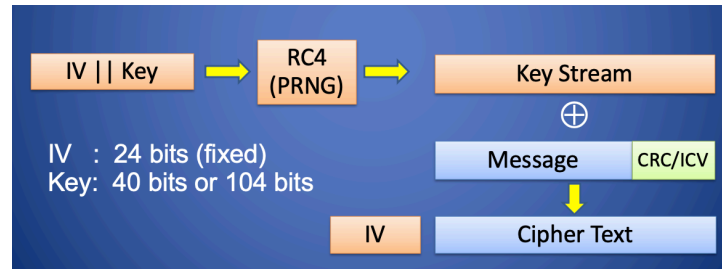 IV || Key
RC4
(PRNG)
Key Stream
⊕
IV : 24 bits (fixed)
Key: 40 bits or 104 bits
Message
CRC/ICV
IV
Cipher Text